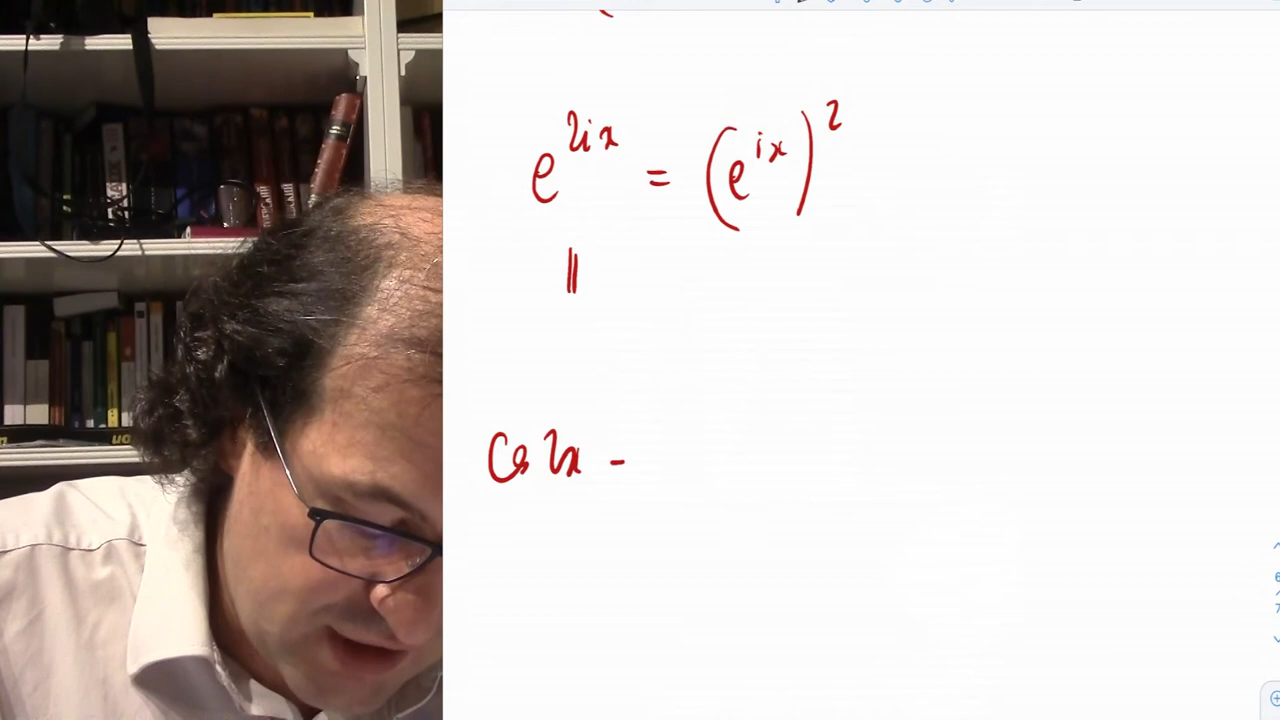 e^{2ix} = (e^{ix})^2
||
Cos 2x -